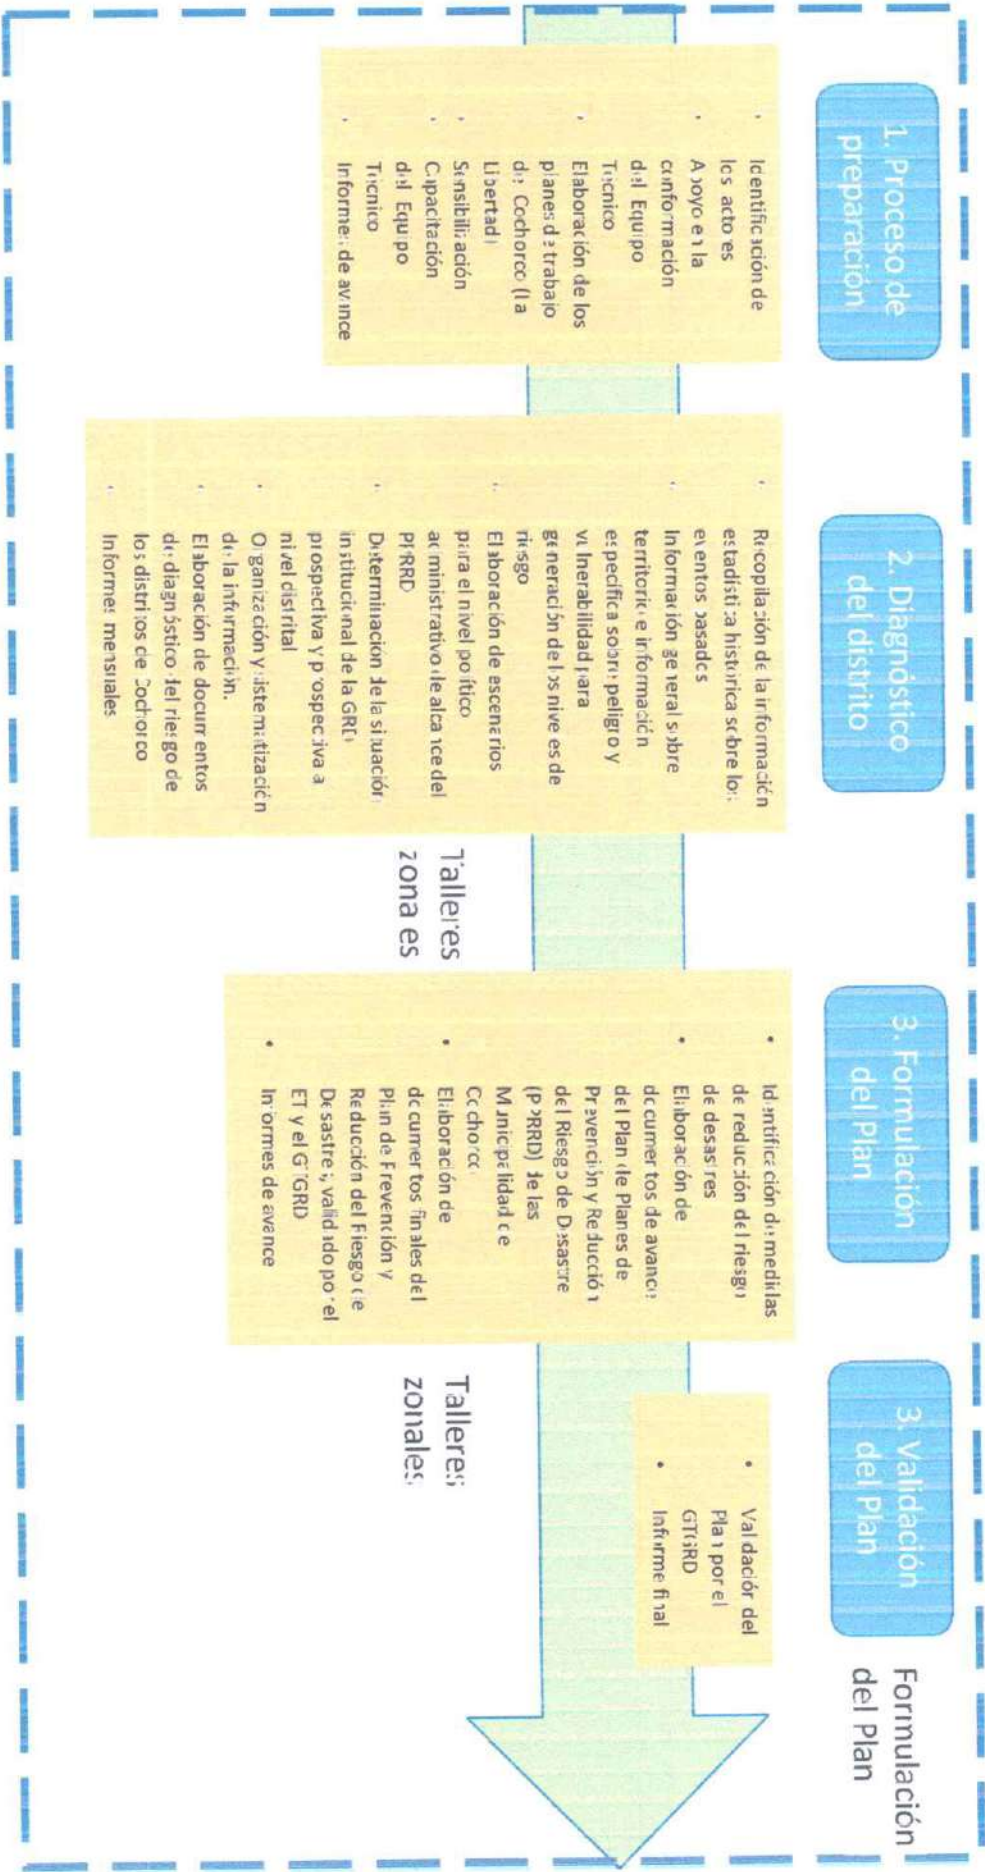 1. Proceso de
preparación
Identificación de
los actores
Apoyo en la
conformación
del Equipo
Técnico
Elaboración de los
planes de trabajo
de Cochorco (la
Libertad)
Sensibilización
Capacitación
del Equipo
Técnico
Informes de avance
2. Diagnóstico
del distrito
Recopilación de la información
estadística historica sobre los
eventos pasados
Información general sobre
territorio e información
específica sobre peligro y
vulnerabilidad para
generación de los niveles de
riesgo
Elaboración de escenarios
para el nivel político
administrativo de alcance del
PPRRD
Determinación de la situación
institucional de la GRD
prospectiva y prospectiva a
nivel distrital
Organización y sistematización
de la información.
Elaboración de documentos
de diagnóstico del riesgo de
los distritos de Cochorco
Informes mensuales
Talleres
zonales
3. Formulación
del Plan
Identificación de medidas
de reducción del riesgo
de desastres
Elaboración de
documentos de avance
del Plan de Planes de
Prevención y Reducción
del Riesgo de Desastre
(PPRRD) de las
Municipalidad de
Cochorco
Elaboración de
documentos finales del
Plan de Prevención y
Reducción del Riesgo de
Desastres, validado por el
ET y el GTGRD
Informes de avance
Talleres
zonales
3. Validación
del Plan
Validación del
Plan por el
GTGRD
Informe final
Formulación
del Plan